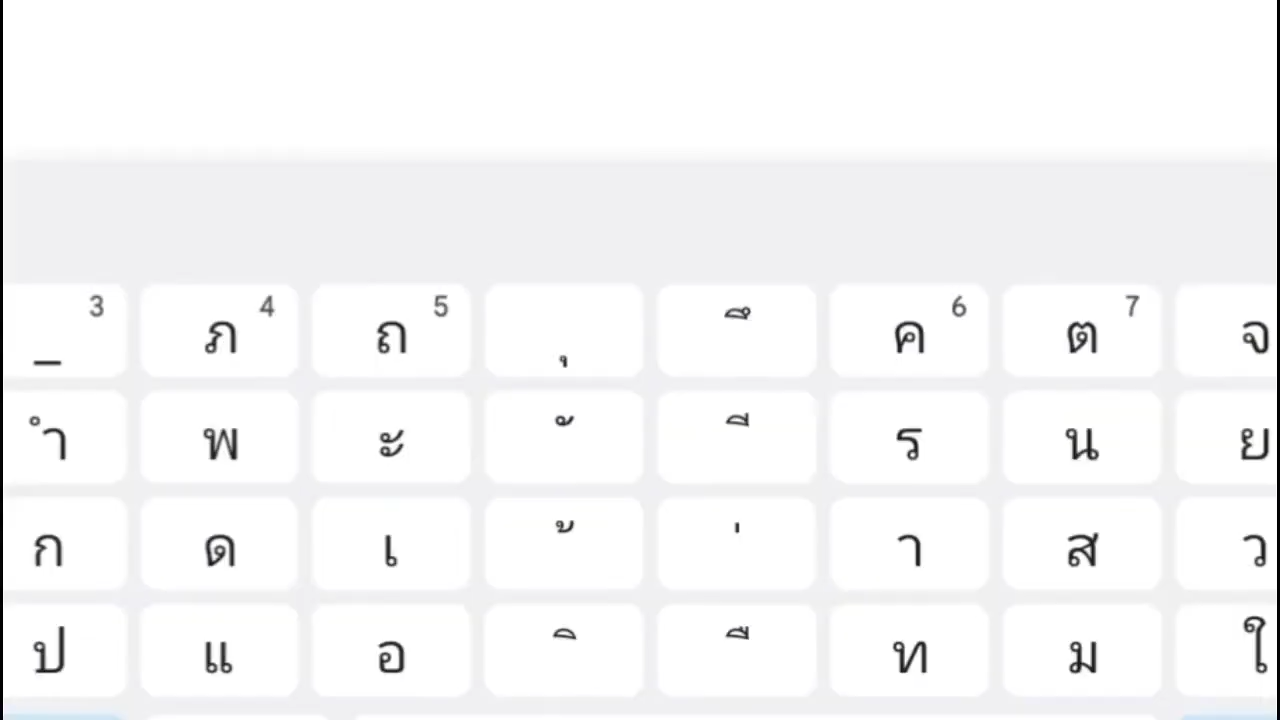 _ 3 ภ 4 ถ 5 ุ ึ ค 6 ต 7 จ
ำ พ ะ ั ี ร น ย
ก ด เ ้ ่ า ส ว
ป แ อ ิ ื ท ม ใ